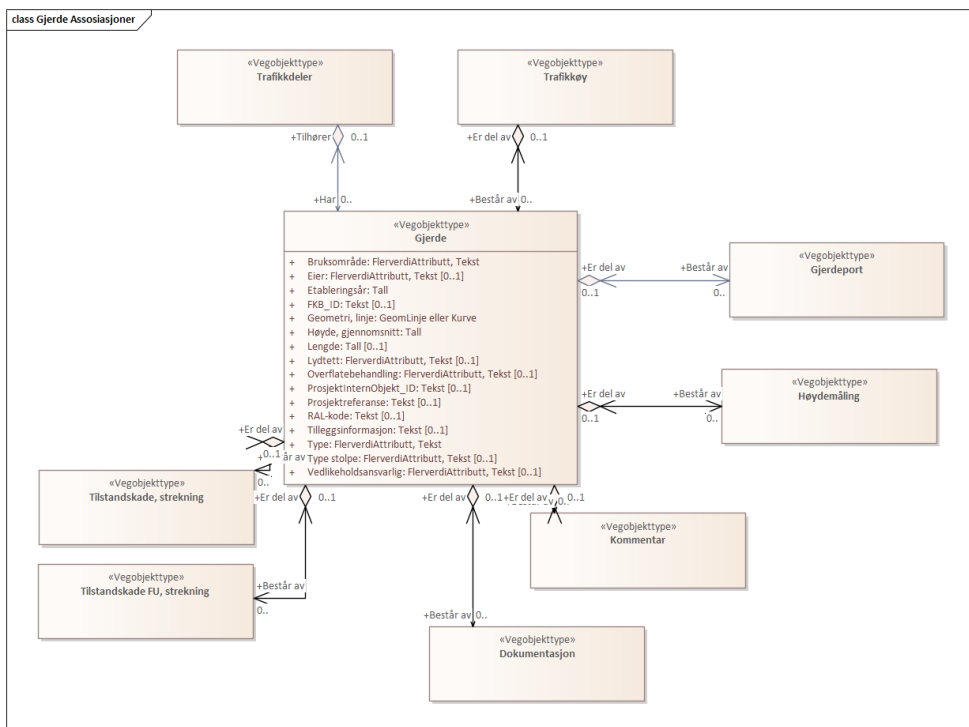 class Gjerde Assosiasjoner
«Vegobjekttype»
Trafikkdeler
«Vegobjekttype»
Trafikkøy
+Tilhører 0..1
+Er del av 0..1
+Har 0..
+Består av 0..
«Vegobjekttype»
Gjerde
+ Bruksområde: FlerverdiAttributt, Tekst
+ Eier: FlerverdiAttributt, Tekst [0..1]
+ Etableringsår: Tall
+ FKB_ID: Tekst [0..1]
+ Geometri, linje: GeomLinje eller Kurve
+ Høyde, gjennomsnitt: Tall
+ Lengde: Tall [0..1]
+ Lydtett: FlerverdiAttributt, Tekst [0..1]
+ Overflatebehandling: FlerverdiAttributt, Tekst [0..1]
+ ProsjektInternObjekt_ID: Tekst [0..1]
+ Prosjektreferanse: Tekst [0..1]
+ RAL-kode: Tekst [0..1]
+ Tilleggsinformasjon: Tekst [0..1]
+ Type: FlerverdiAttributt, Tekst
+ Type stolpe: FlerverdiAttributt, Tekst [0..1]
+ Vedlikeholdsansvarlig: FlerverdiAttributt, Tekst [0..1]
+Er del av
0..1
+Består av
0..
«Vegobjekttype»
Gjerdeport
+Er del av
0..1
+Består av
0..
«Vegobjekttype»
Høydemåling
+Er del av
0..1
år av
0..
«Vegobjekttype»
Tilstandskade, strekning
+Er del av 0..1
+Består av
0..
«Vegobjekttype»
Tilstandskade FU, strekning
+Er del av 0..1
+Består av 0..
«Vegobjekttype»
Dokumentasjon
+Er del av 0..1
0..
«Vegobjekttype»
Kommentar